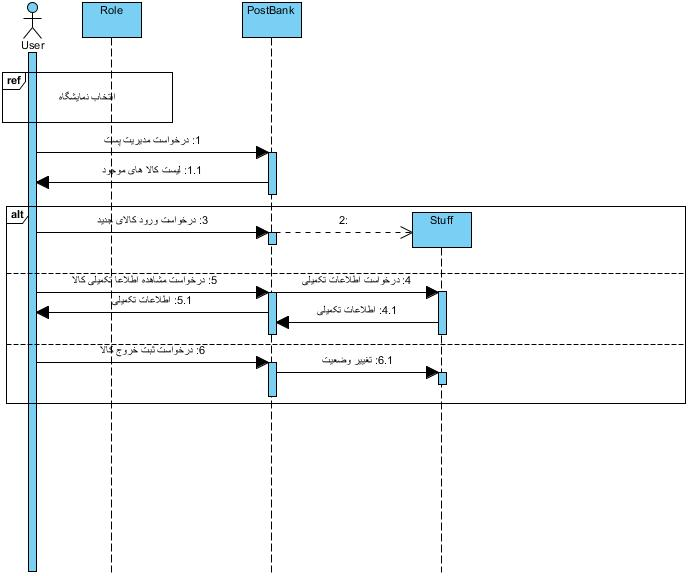 Role
PostBank
User
ref
انتخاب نمایشگاه
1: درخواست مدیریت پست
1.1: لیست کالا های موجود
alt
3: درخواست ورود کالای جدید
2:
Stuff
5: درخواست مشاهده اطلاعا تکمیلی کالا
4: درخواست اطلاعات تکمیلی
5.1: اطلاعات تکمیلی
4.1: اطلاعات تکمیلی
6: درخواست ثبت خروج کالا
6.1: تغییر وضعیت